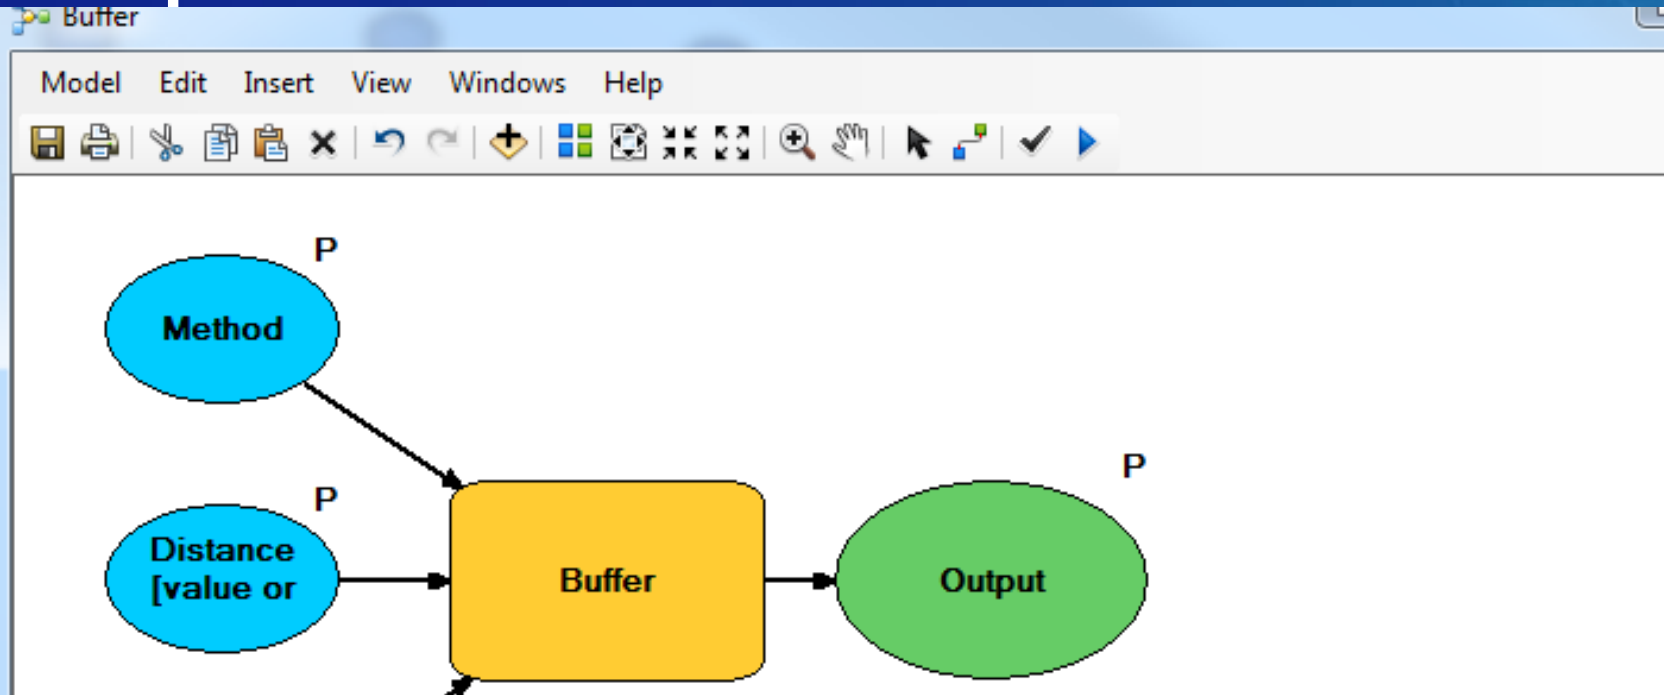 Buffer
Model Edit Insert View Windows Help
P
Method
P
P
Distance
[value or
Buffer
Output